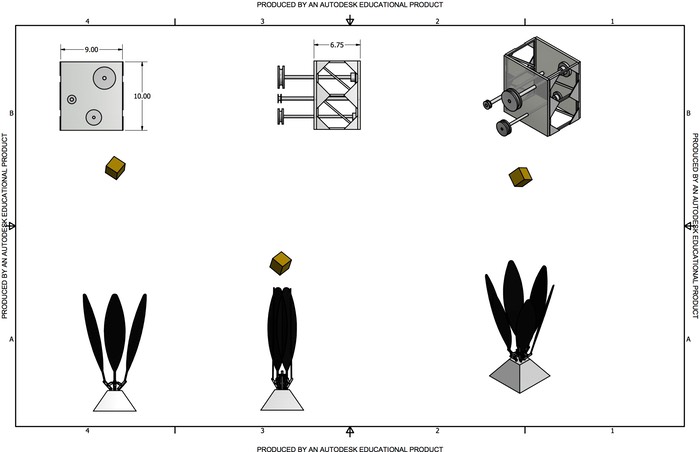 PRODUCED BY AN AUTODESK EDUCATIONAL PRODUCT
4 3 2 1
9.00
6.75
10.00
B B
PRODUCED BY AN AUTODESK EDUCATIONAL PRODUCT
PRODUCED BY AN AUTODESK EDUCATIONAL PRODUCT
A A
4 3 2 1
PRODUCED BY AN AUTODESK EDUCATIONAL PRODUCT